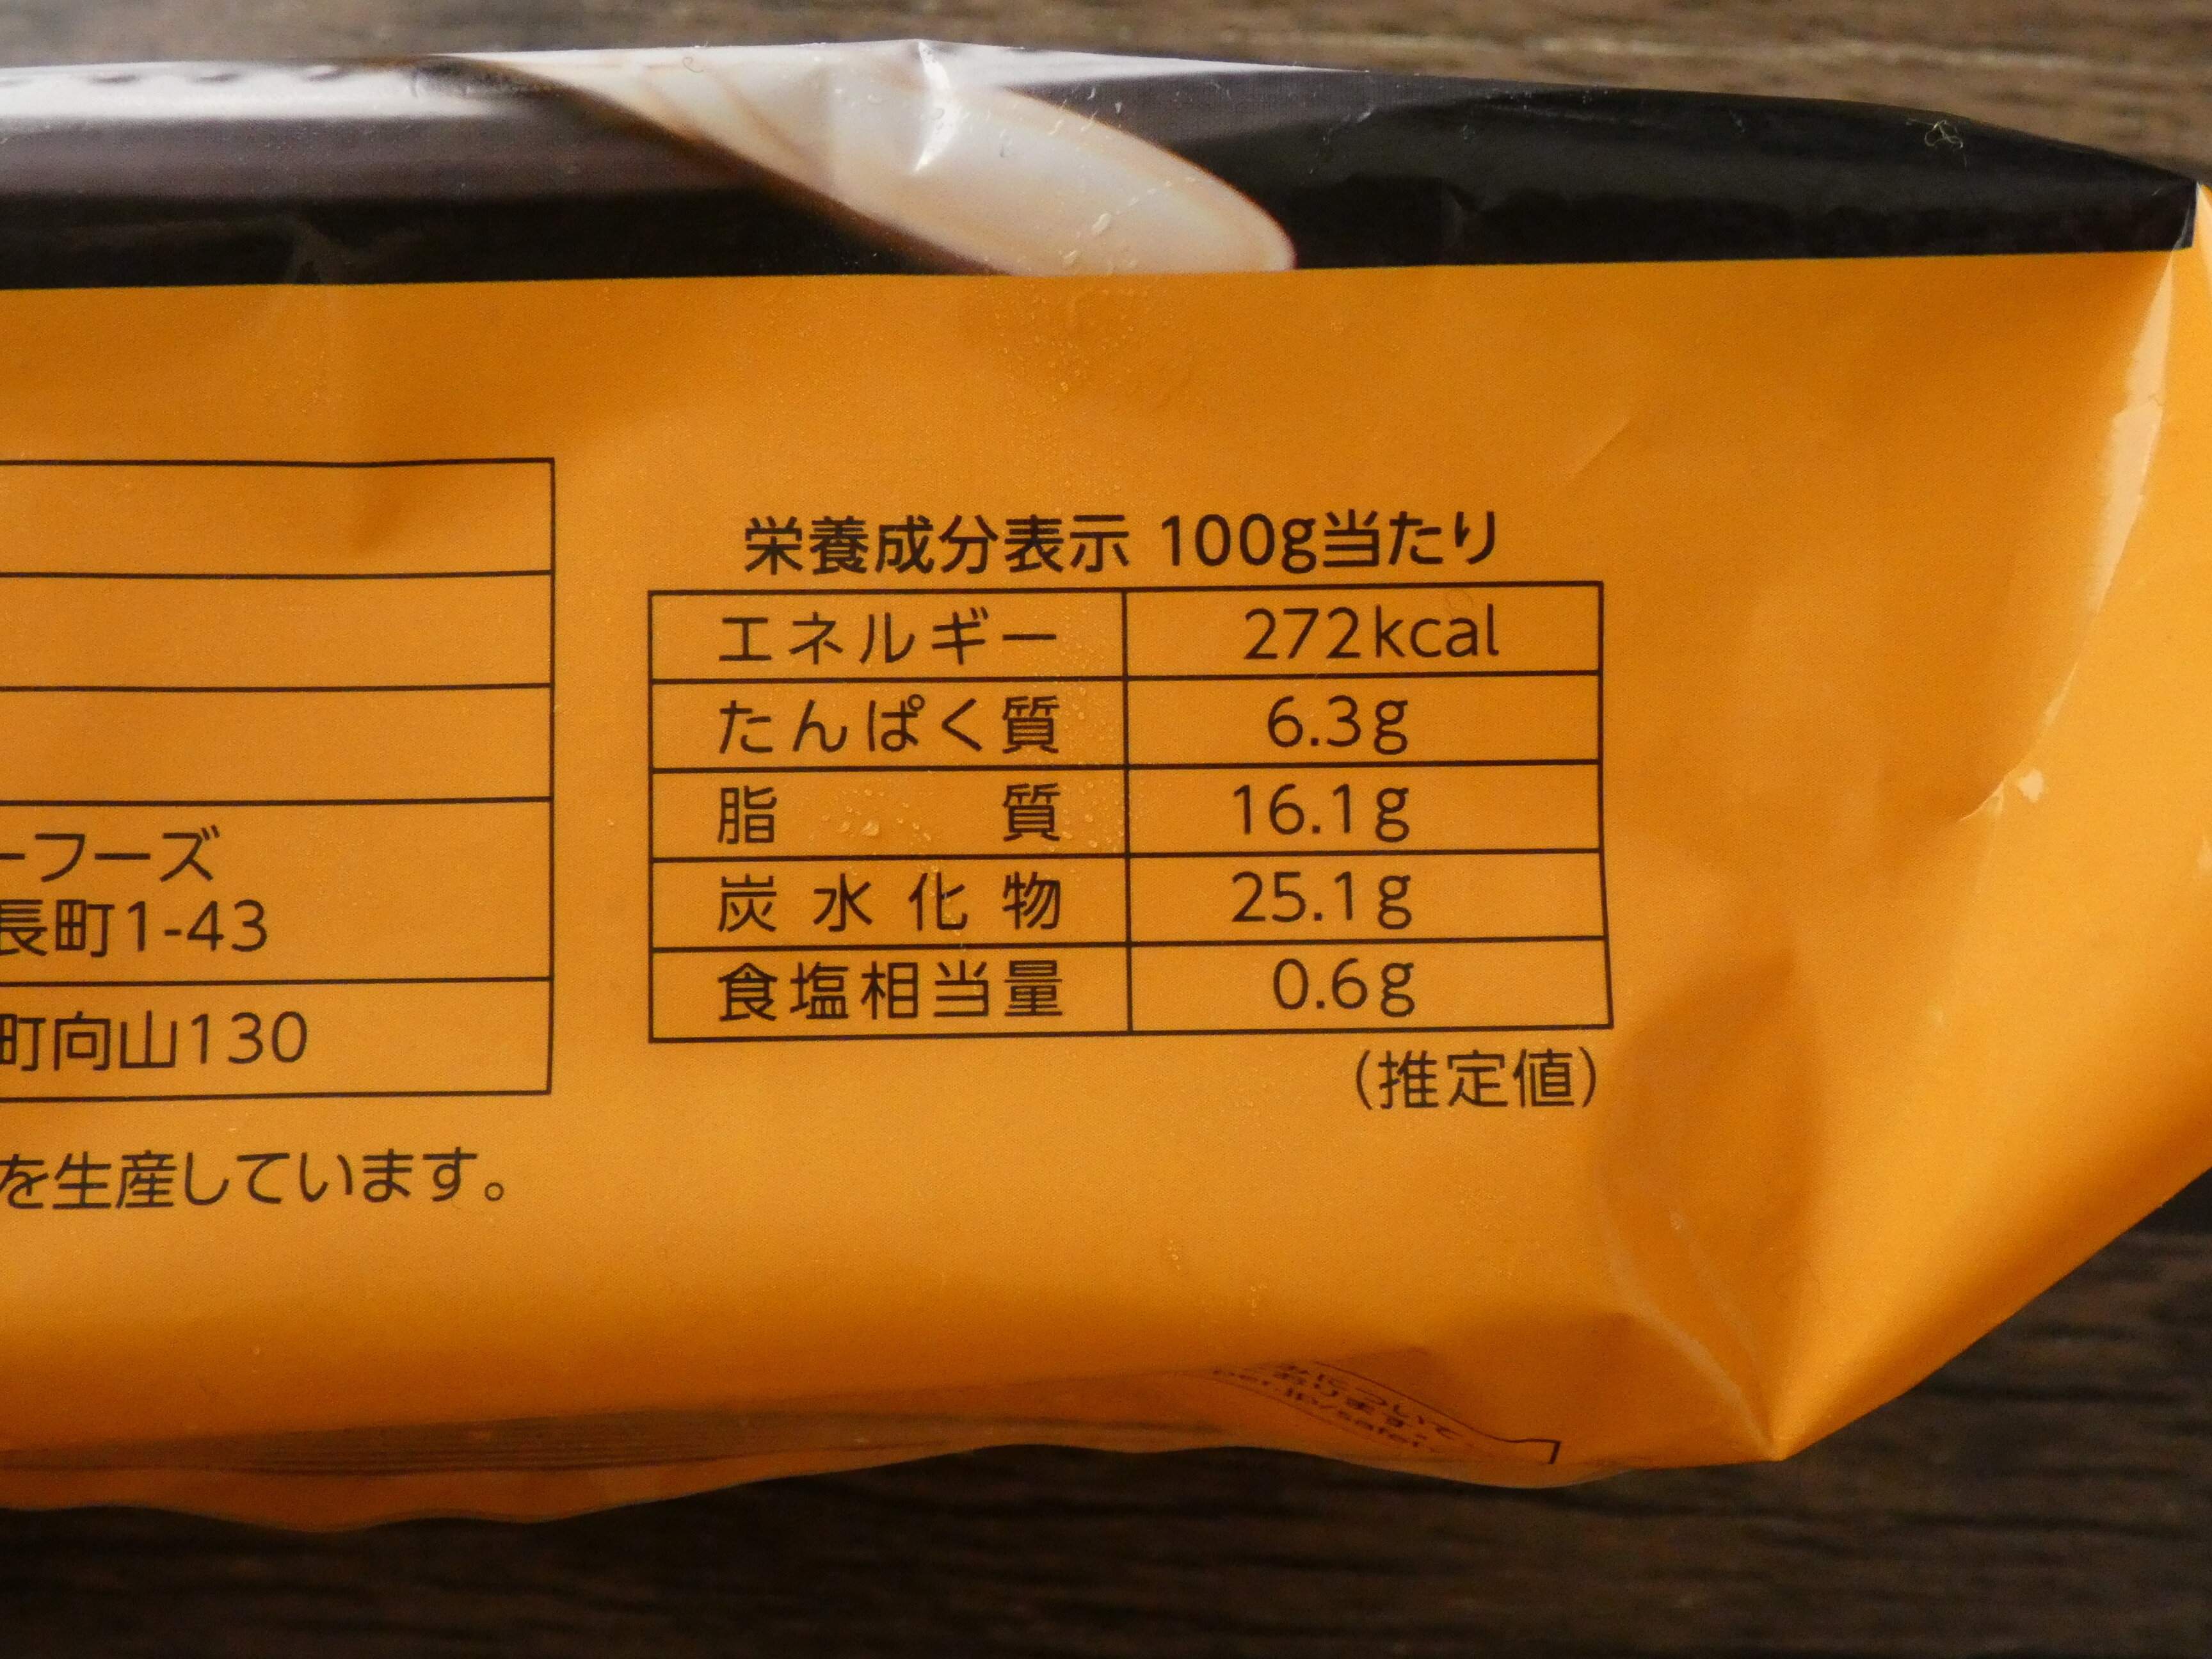 ーフーズ
長町1-43
町向山130
を生産しています。
栄養成分表示 100g当たり
エネルギー 272kcal
たんぱく質 6.3g
脂質 16.1g
炭水化物 25.1g
食塩相当量 0.6g
(推定値)